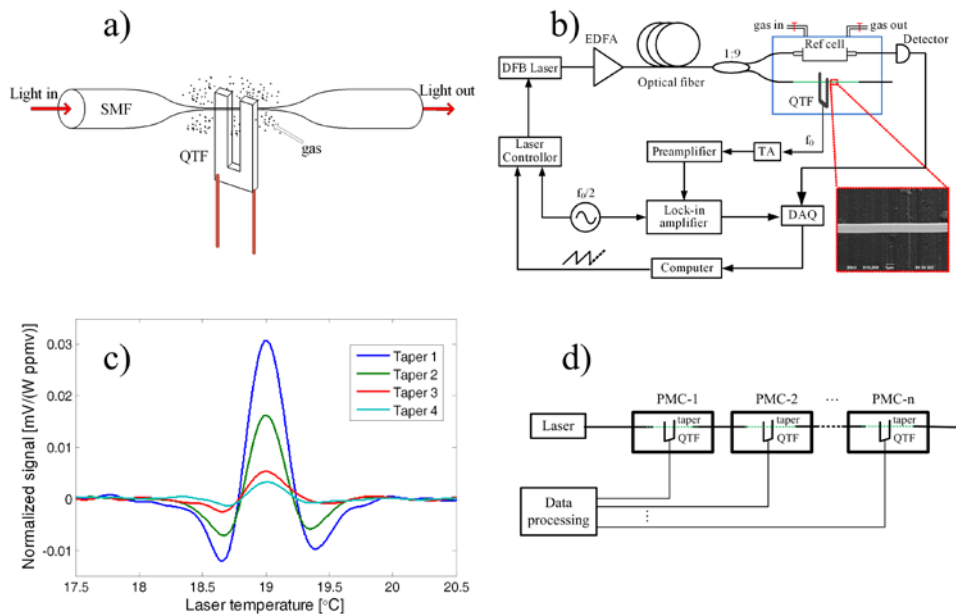 a)
Light in
SMF
Light out
QTF
gas
b)
gas in
gas out
Ref cell
Detector
EDFA
1:9
DFB Laser
Optical fiber
QTF
f₀
Laser
Controllor
Preamplifier
TA
f₀/2
Lock-in
amplifier
DAQ
Computer
c)
Normalized signal [mV/(W ppmv)]
0.03
0.02
0.01
0
-0.01
Taper 1
Taper 2
Taper 3
Taper 4
17.5 18 18.5 19 19.5 20 20.5
Laser temperature [°C]
d)
PMC-1 PMC-2 ... PMC-n
Laser
taper taper taper
QTF QTF QTF
Data
processing